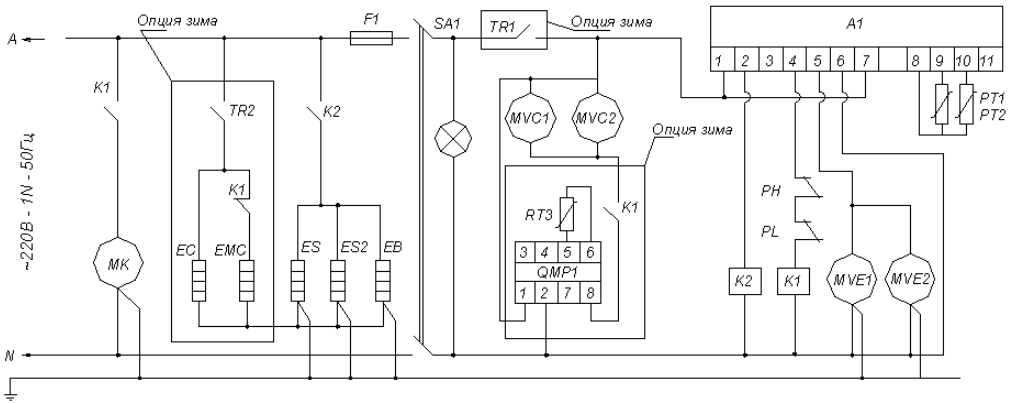 Опция зима
F1
SA1
TR1
Опция зима
A1
A
1 2 3 4 5 6 7 8 9 10 11
K1
TR2
K2
MVC1
MVC2
PT1
PT2
Опция зима
~220В - 1N - 50Гц
K1
RT3
K1
PH
PL
EC
EMC
ES
ES2
EB
3 4 5 6
QMP1
1 2 7 8
MK
K2
K1
MVE1
MVE2
N